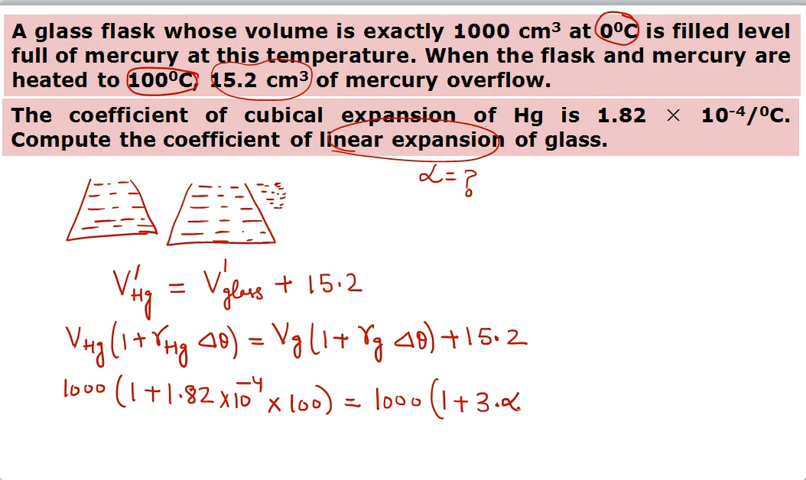 A glass flask whose volume is exactly 1000 cm³ at 0⁰C is filled level
full of mercury at this temperature. When the flask and mercury are
heated to 100⁰C, 15.2 cm³ of mercury overflow.
The coefficient of cubical expansion of Hg is 1.82 × 10⁻⁴/⁰C.
Compute the coefficient of linear expansion of glass.
α = ?
V'Hg = V'glass + 15.2
VHg (1 + γHg Δθ) = Vg (1 + γg Δθ) + 15.2
1000 (1 + 1.82 × 10⁻⁴ × 100) = 1000 (1 + 3.α